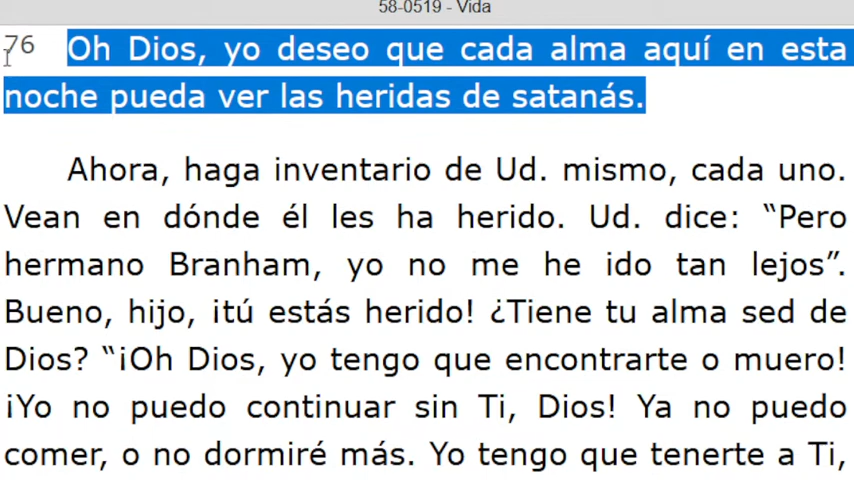 58-0519 - Vida
76 Oh Dios, yo deseo que cada alma aquí en esta
noche pueda ver las heridas de satanás.
Ahora, haga inventario de Ud. mismo, cada uno.
Vean en dónde él les ha herido. Ud. dice: “Pero
hermano Branham, yo no me he ido tan lejos”.
Bueno, hijo, ¡tú estás herido! ¿Tiene tu alma sed de
Dios? “¡Oh Dios, yo tengo que encontrarte o muero!
¡Yo no puedo continuar sin Ti, Dios! Ya no puedo
comer, o no dormiré más. Yo tengo que tenerte a Ti,